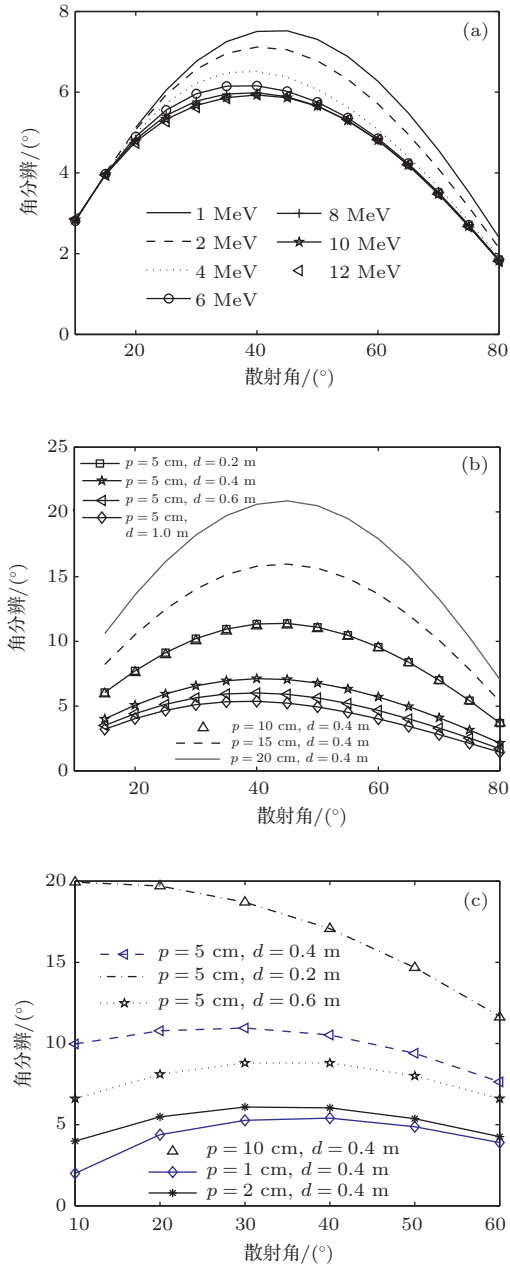 (a)
8
6
4
2
0
角分辨/(°)
1 MeV
2 MeV
4 MeV
6 MeV
8 MeV
10 MeV
12 MeV
20
40
60
80
散射角/(°)
(b)
25
20
15
10
5
0
角分辨/(°)
p = 5 cm, d = 0.2 m
p = 5 cm, d = 0.4 m
p = 5 cm, d = 0.6 m
p = 5 cm,
d = 1.0 m
p = 10 cm, d = 0.4 m
p = 15 cm, d = 0.4 m
p = 20 cm, d = 0.4 m
20
40
60
80
散射角/(°)
(c)
20
15
10
5
0
角分辨/(°)
p = 5 cm, d = 0.4 m
p = 5 cm, d = 0.2 m
p = 5 cm, d = 0.6 m
p = 10 cm, d = 0.4 m
p = 1 cm, d = 0.4 m
p = 2 cm, d = 0.4 m
10
20
30
40
50
60
散射角/(°)